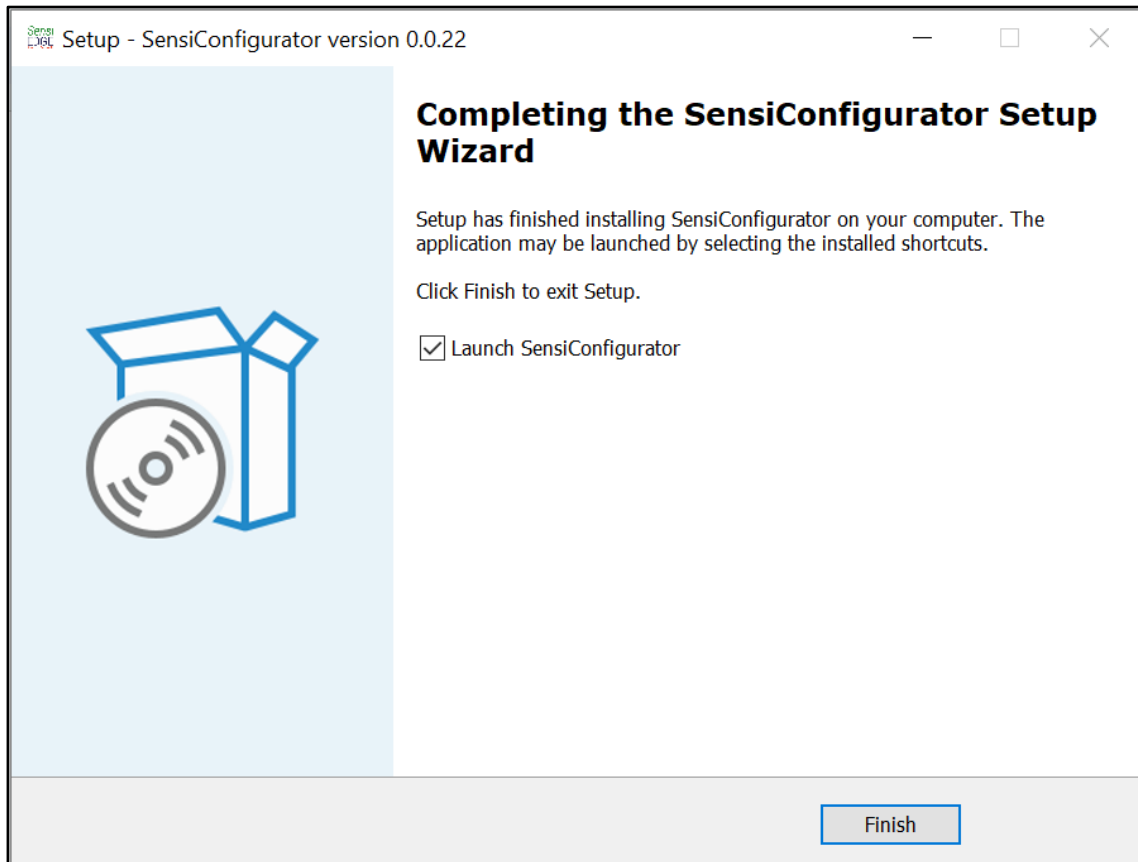 Sensi
Setup - SensiConfigurator version 0.0.22
Completing the SensiConfigurator Setup
Wizard
Setup has finished installing SensiConfigurator on your computer. The
application may be launched by selecting the installed shortcuts.
Click Finish to exit Setup.
Launch SensiConfigurator
Finish